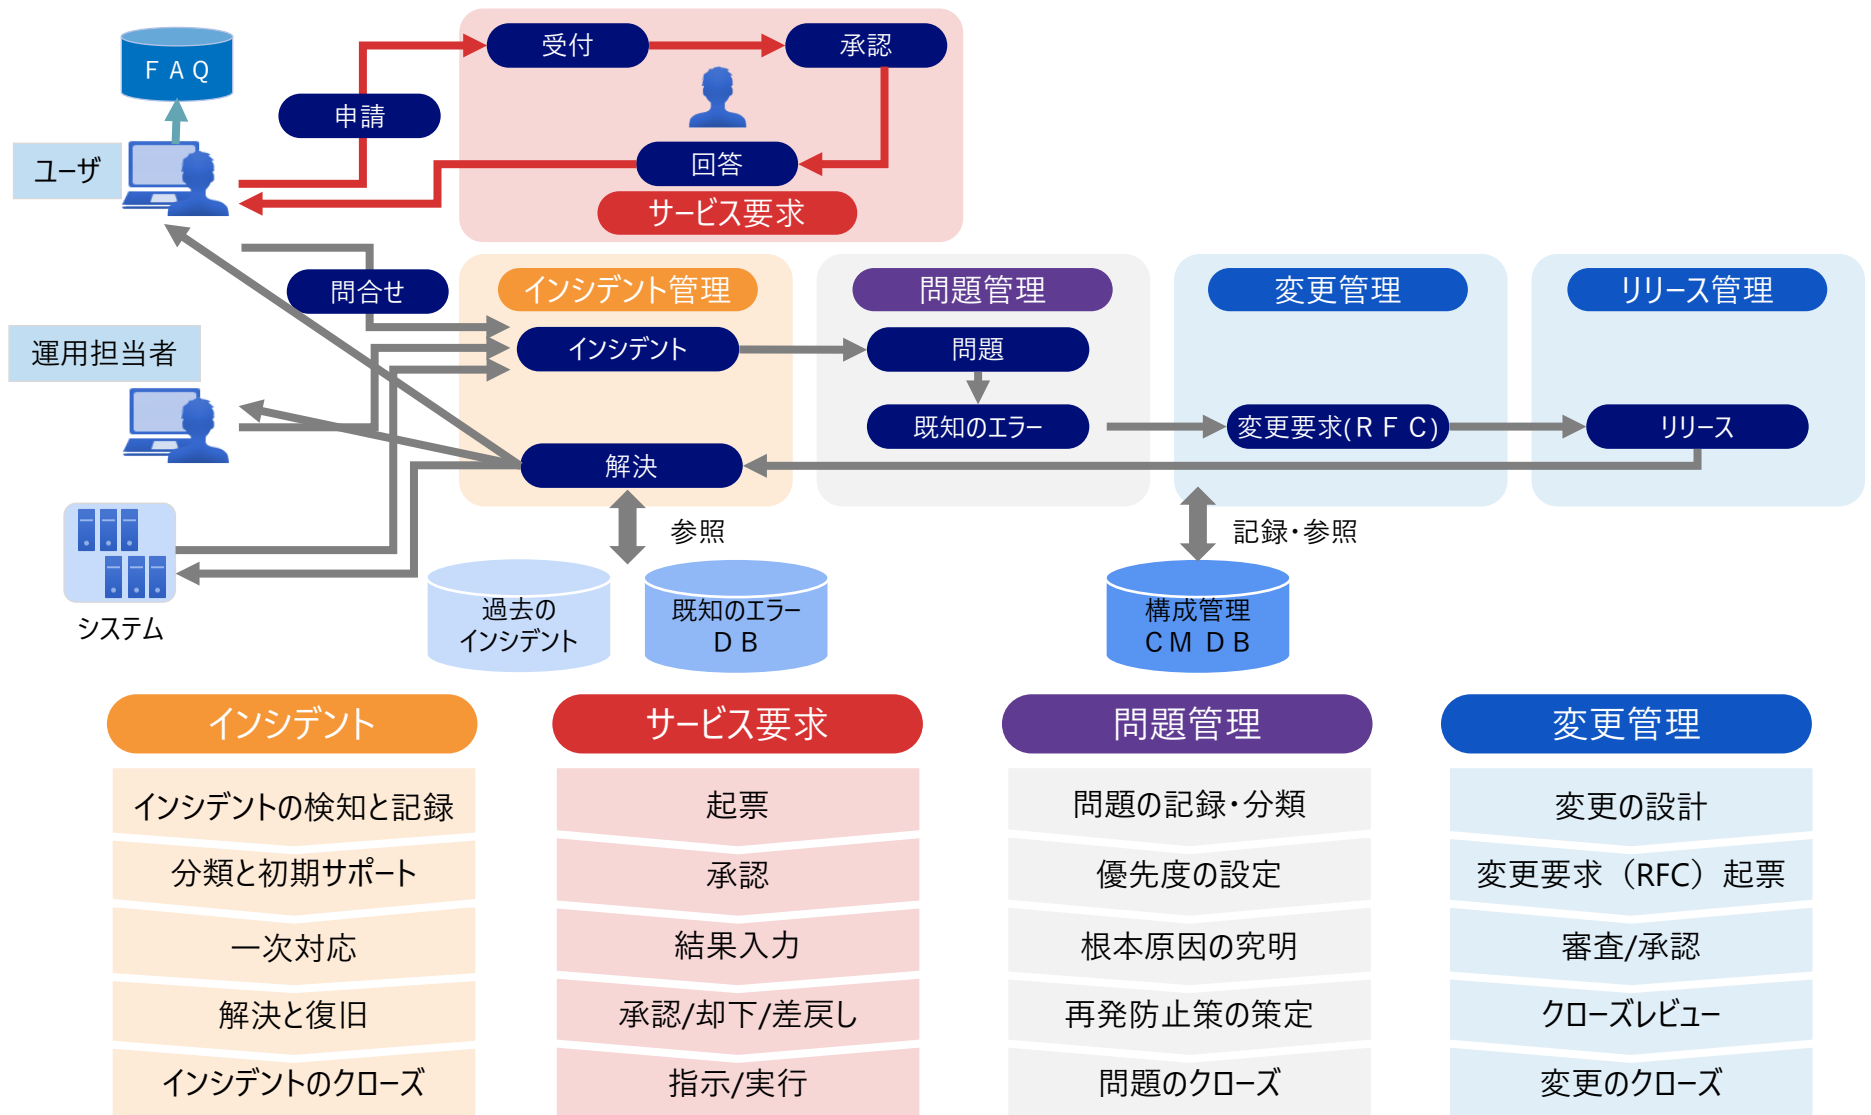 FAQ
受付
承認
申請
ユーザ
回答
サービス要求
問合せ
インシデント管理
問題管理
変更管理
リリース管理
運用担当者
インシデント
問題
既知のエラー
変更要求(RFC)
リリース
解決
参照
記録・参照
システム
過去の
インシデント
既知のエラー
DB
構成管理
CMDB
インシデント
インシデントの検知と記録
分類と初期サポート
一次対応
解決と復旧
インシデントのクローズ
サービス要求
起票
承認
結果入力
承認/却下/差戻し
指示/実行
問題管理
問題の記録・分類
優先度の設定
根本原因の究明
再発防止策の策定
問題のクローズ
変更管理
変更の設計
変更要求（RFC）起票
審査/承認
クローズレビュー
変更のクローズ